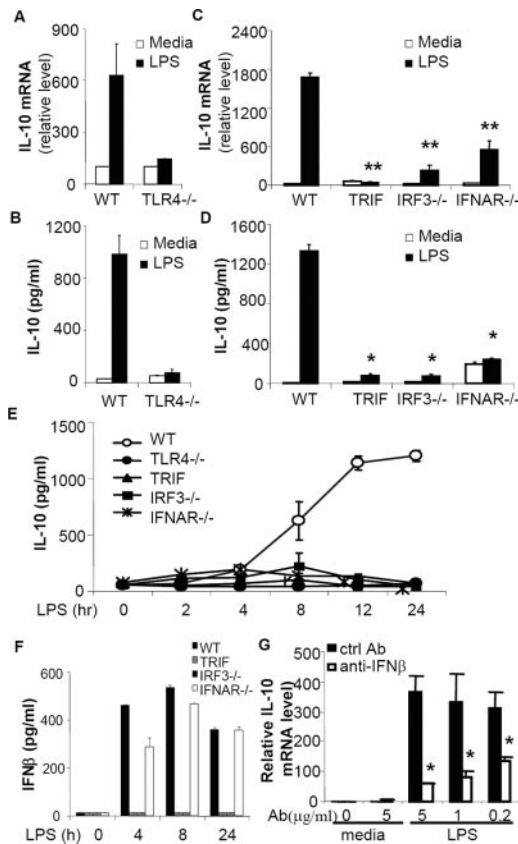 A
IL-10 mRNA
(relative level)
900
600
300
0
Media
LPS
WT TLR4-/-
C
IL-10 mRNA
(relative level)
1800
1200
600
0
Media
LPS
** ** **
WT TRIF IRF3-/- IFNAR-/-
B
IL-10 (pg/ml)
1200
800
400
0
Media
LPS
WT TLR4-/-
D
IL-10 (pg/ml)
1600
1200
800
400
0
Media
LPS
* * *
WT TRIF IRF3-/- IFNAR-/-
E
IL-10 (pg/ml)
1500
1000
500
0
WT
TLR4-/-
TRIF
IRF3-/-
IFNAR-/-
LPS (hr) 0 2 4 8 12 24
F
IFNβ (pg/ml)
600
400
200
0
WT
TRIF
IRF3-/-
IFNAR-/-
LPS (h) 0 4 8 24
G
Relative IL-10
mRNA level
500
400
300
200
100
0
ctrl Ab
anti-IFNβ
* * *
Ab(μg/ml) 0 5 5 1 0.2
media LPS